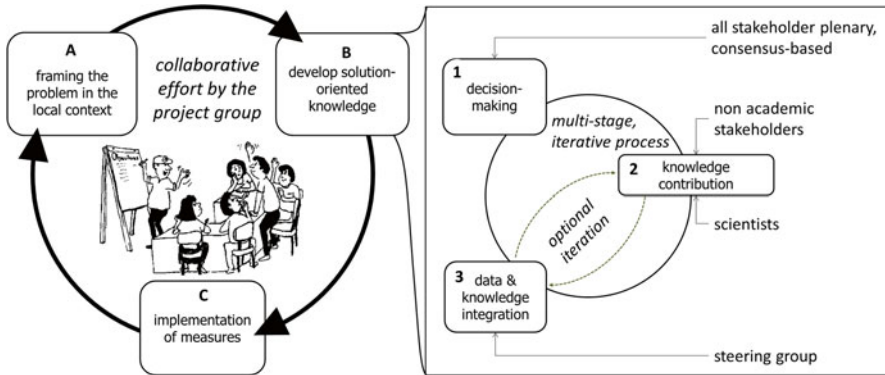 A
framing the
problem in the
local context
collaborative
effort by the
project group
B
develop solution-
oriented
knowledge
C
implementation
of measures
all stakeholder plenary,
consensus-based
1
decision-
making
multi-stage,
iterative process
non academic
stakeholders
2 knowledge
contribution
optional
iteration
scientists
3 data &
knowledge
integration
steering group